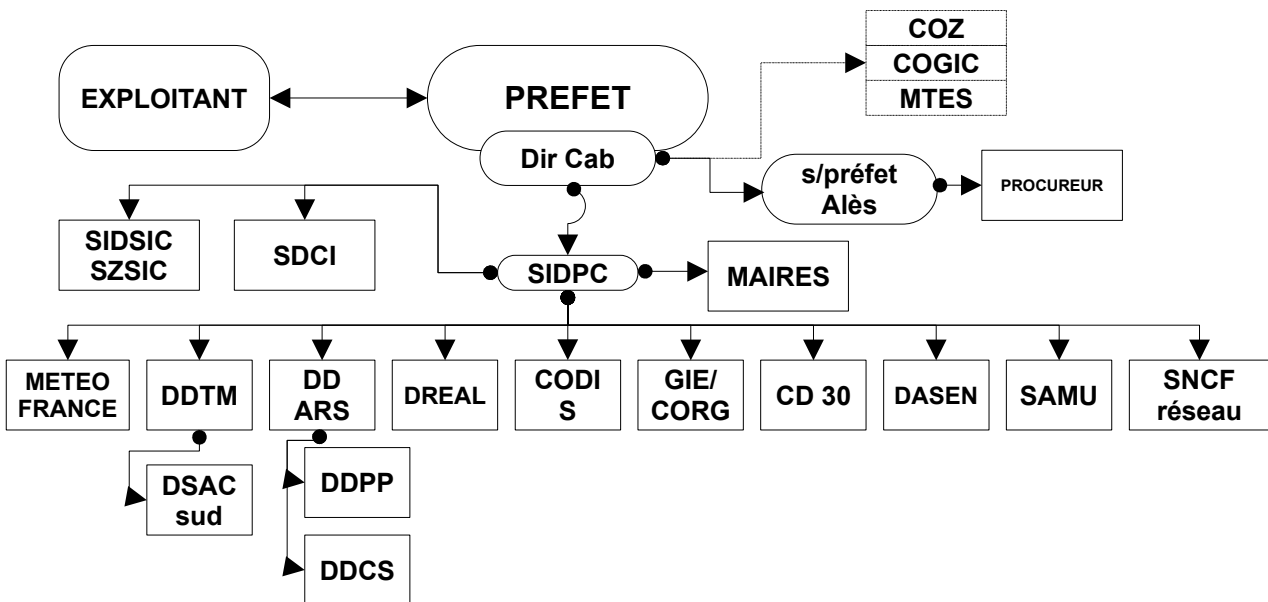 COZ
COGIC
MTES
EXPLOITANT
PREFET
Dir Cab
s/préfet
Alès
PROCUREUR
SIDSIC
SZSIC
SDCI
SIDPC
MAIRES
METEO
FRANCE
DDTM
DD
ARS
DREAL
CODI
S
GIE/
CORG
CD 30
DASEN
SAMU
SNCF
réseau
DSAC
sud
DDPP
DDCS